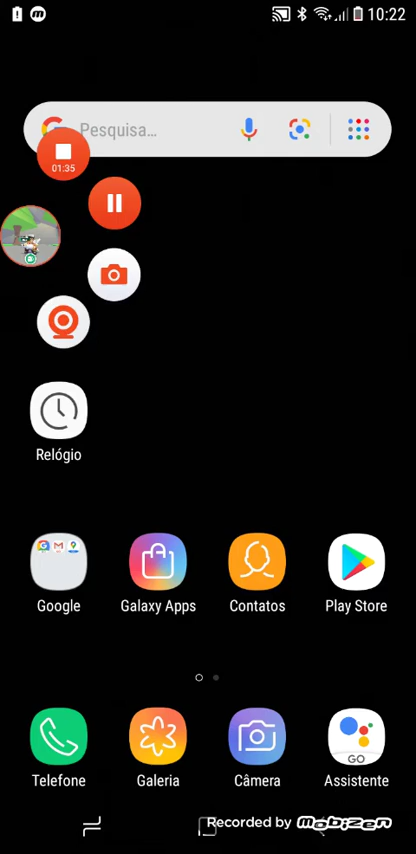 10:22
Pesquisa...
01:35
Relógio
Google
Galaxy Apps
Contatos
Play Store
GO
Telefone
Galeria
Câmera
Assistente
Recorded by mobizen